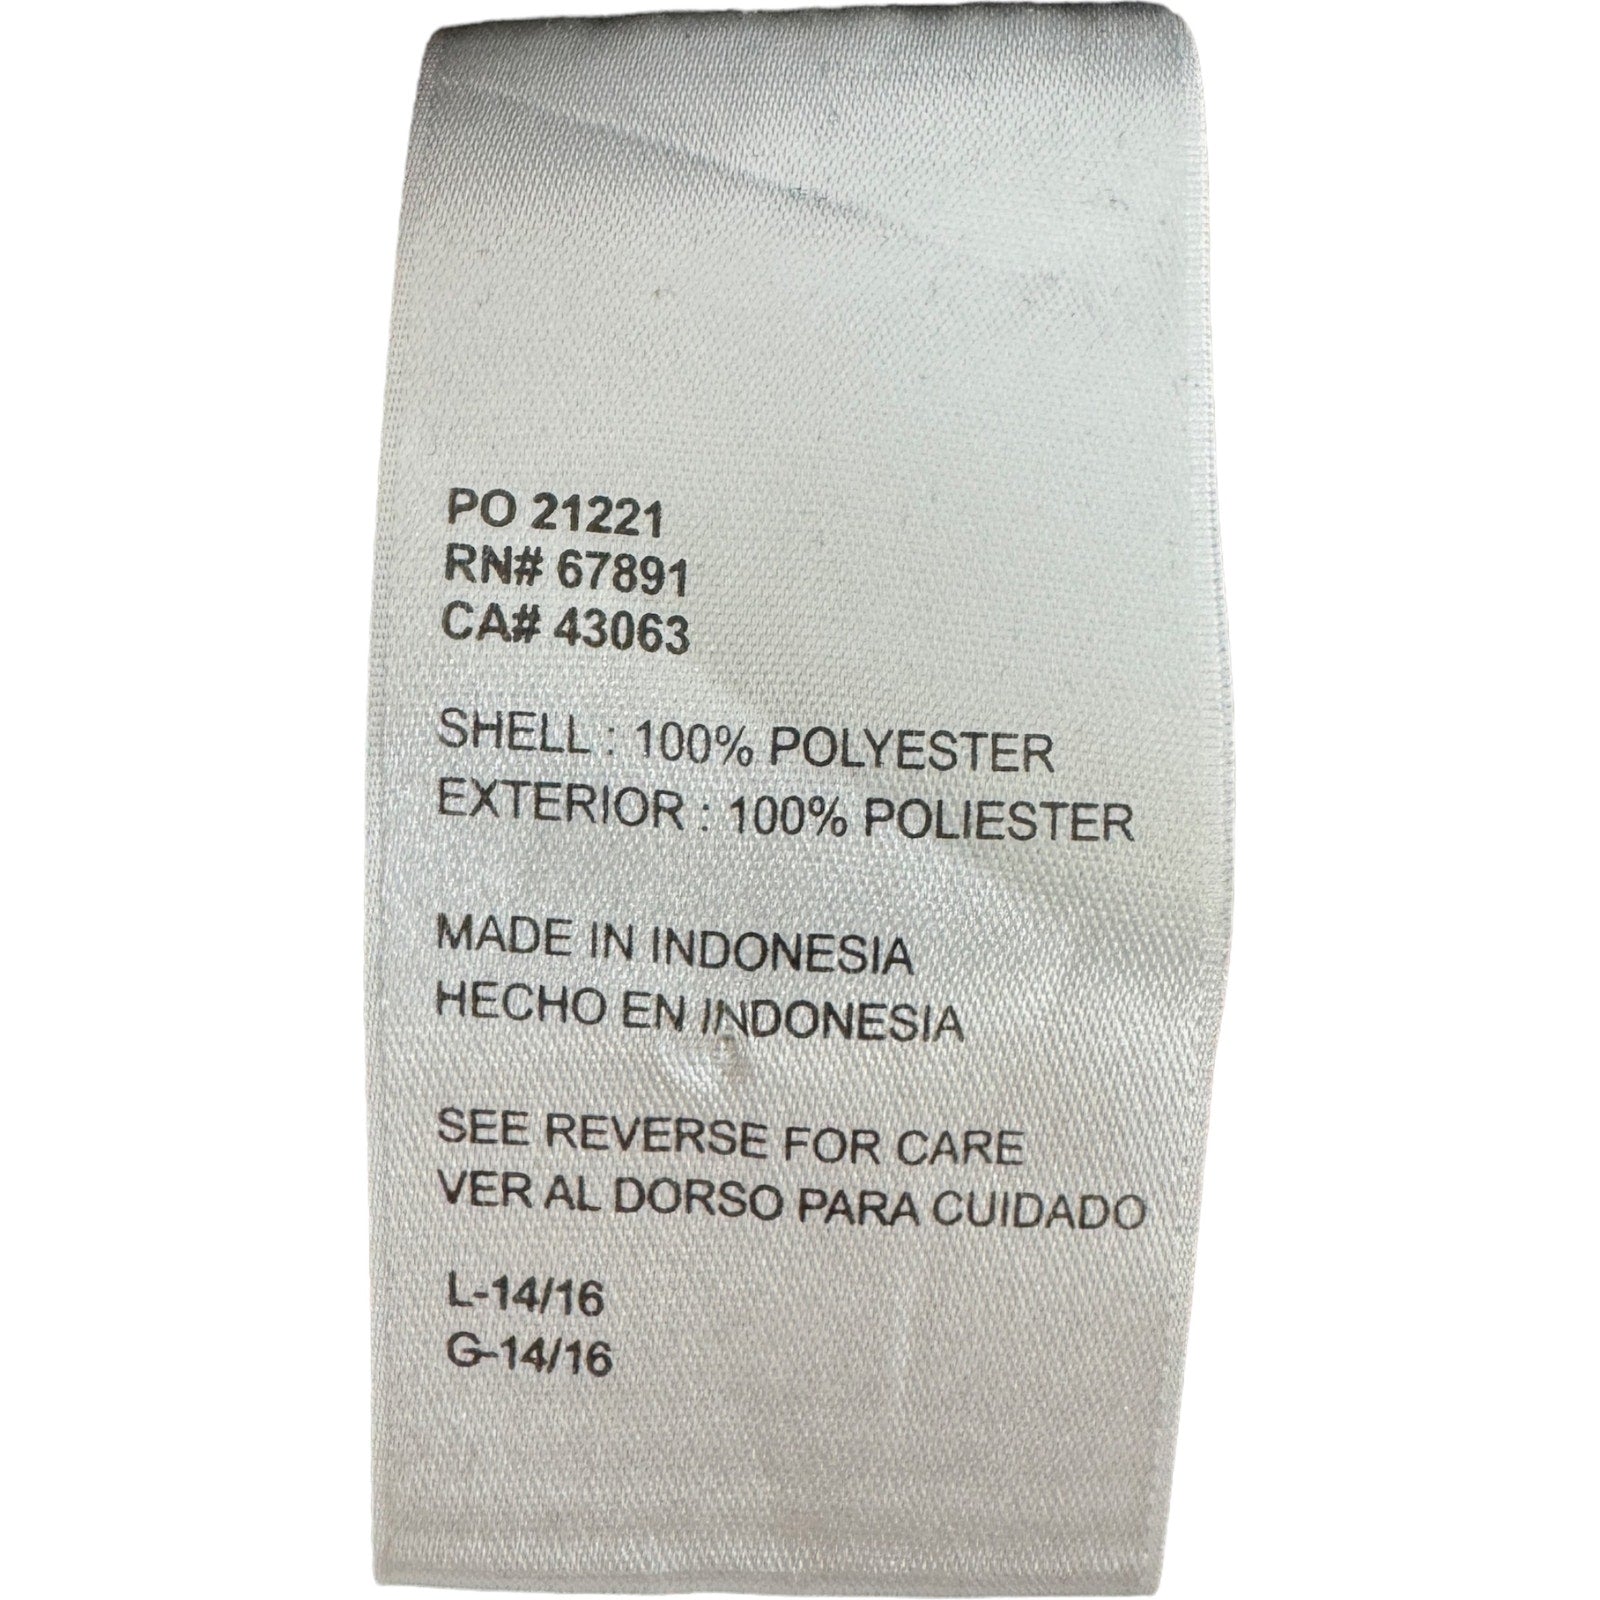 PO 21221
RN# 67891
CA# 43063
SHELL : 100% POLYESTER
EXTERIOR : 100% POLIESTER
MADE IN INDONESIA
HECHO EN INDONESIA
SEE REVERSE FOR CARE
VER AL DORSO PARA CUIDADO
L-14/16
G-14/16